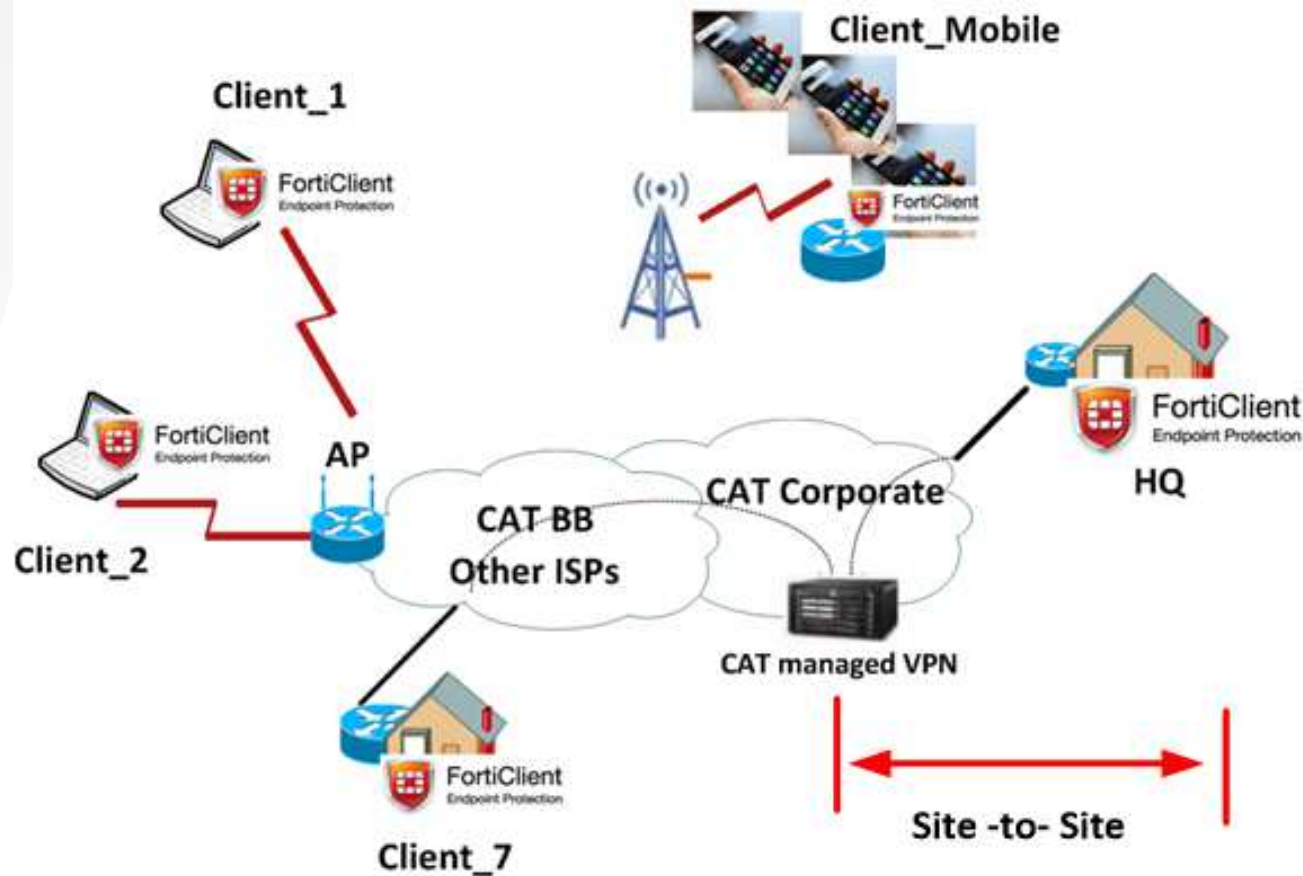 Client_Mobile
Client_1
FortiClient
Endpoint Protection
FortiClient
Endpoint Protection
FortiClient
Endpoint Protection
FortiClient
Endpoint Protection
HQ
AP
Client_2
CAT Corporate
CAT BB
Other ISPs
CAT managed VPN
FortiClient
Endpoint Protection
Client_7
Site -to- Site